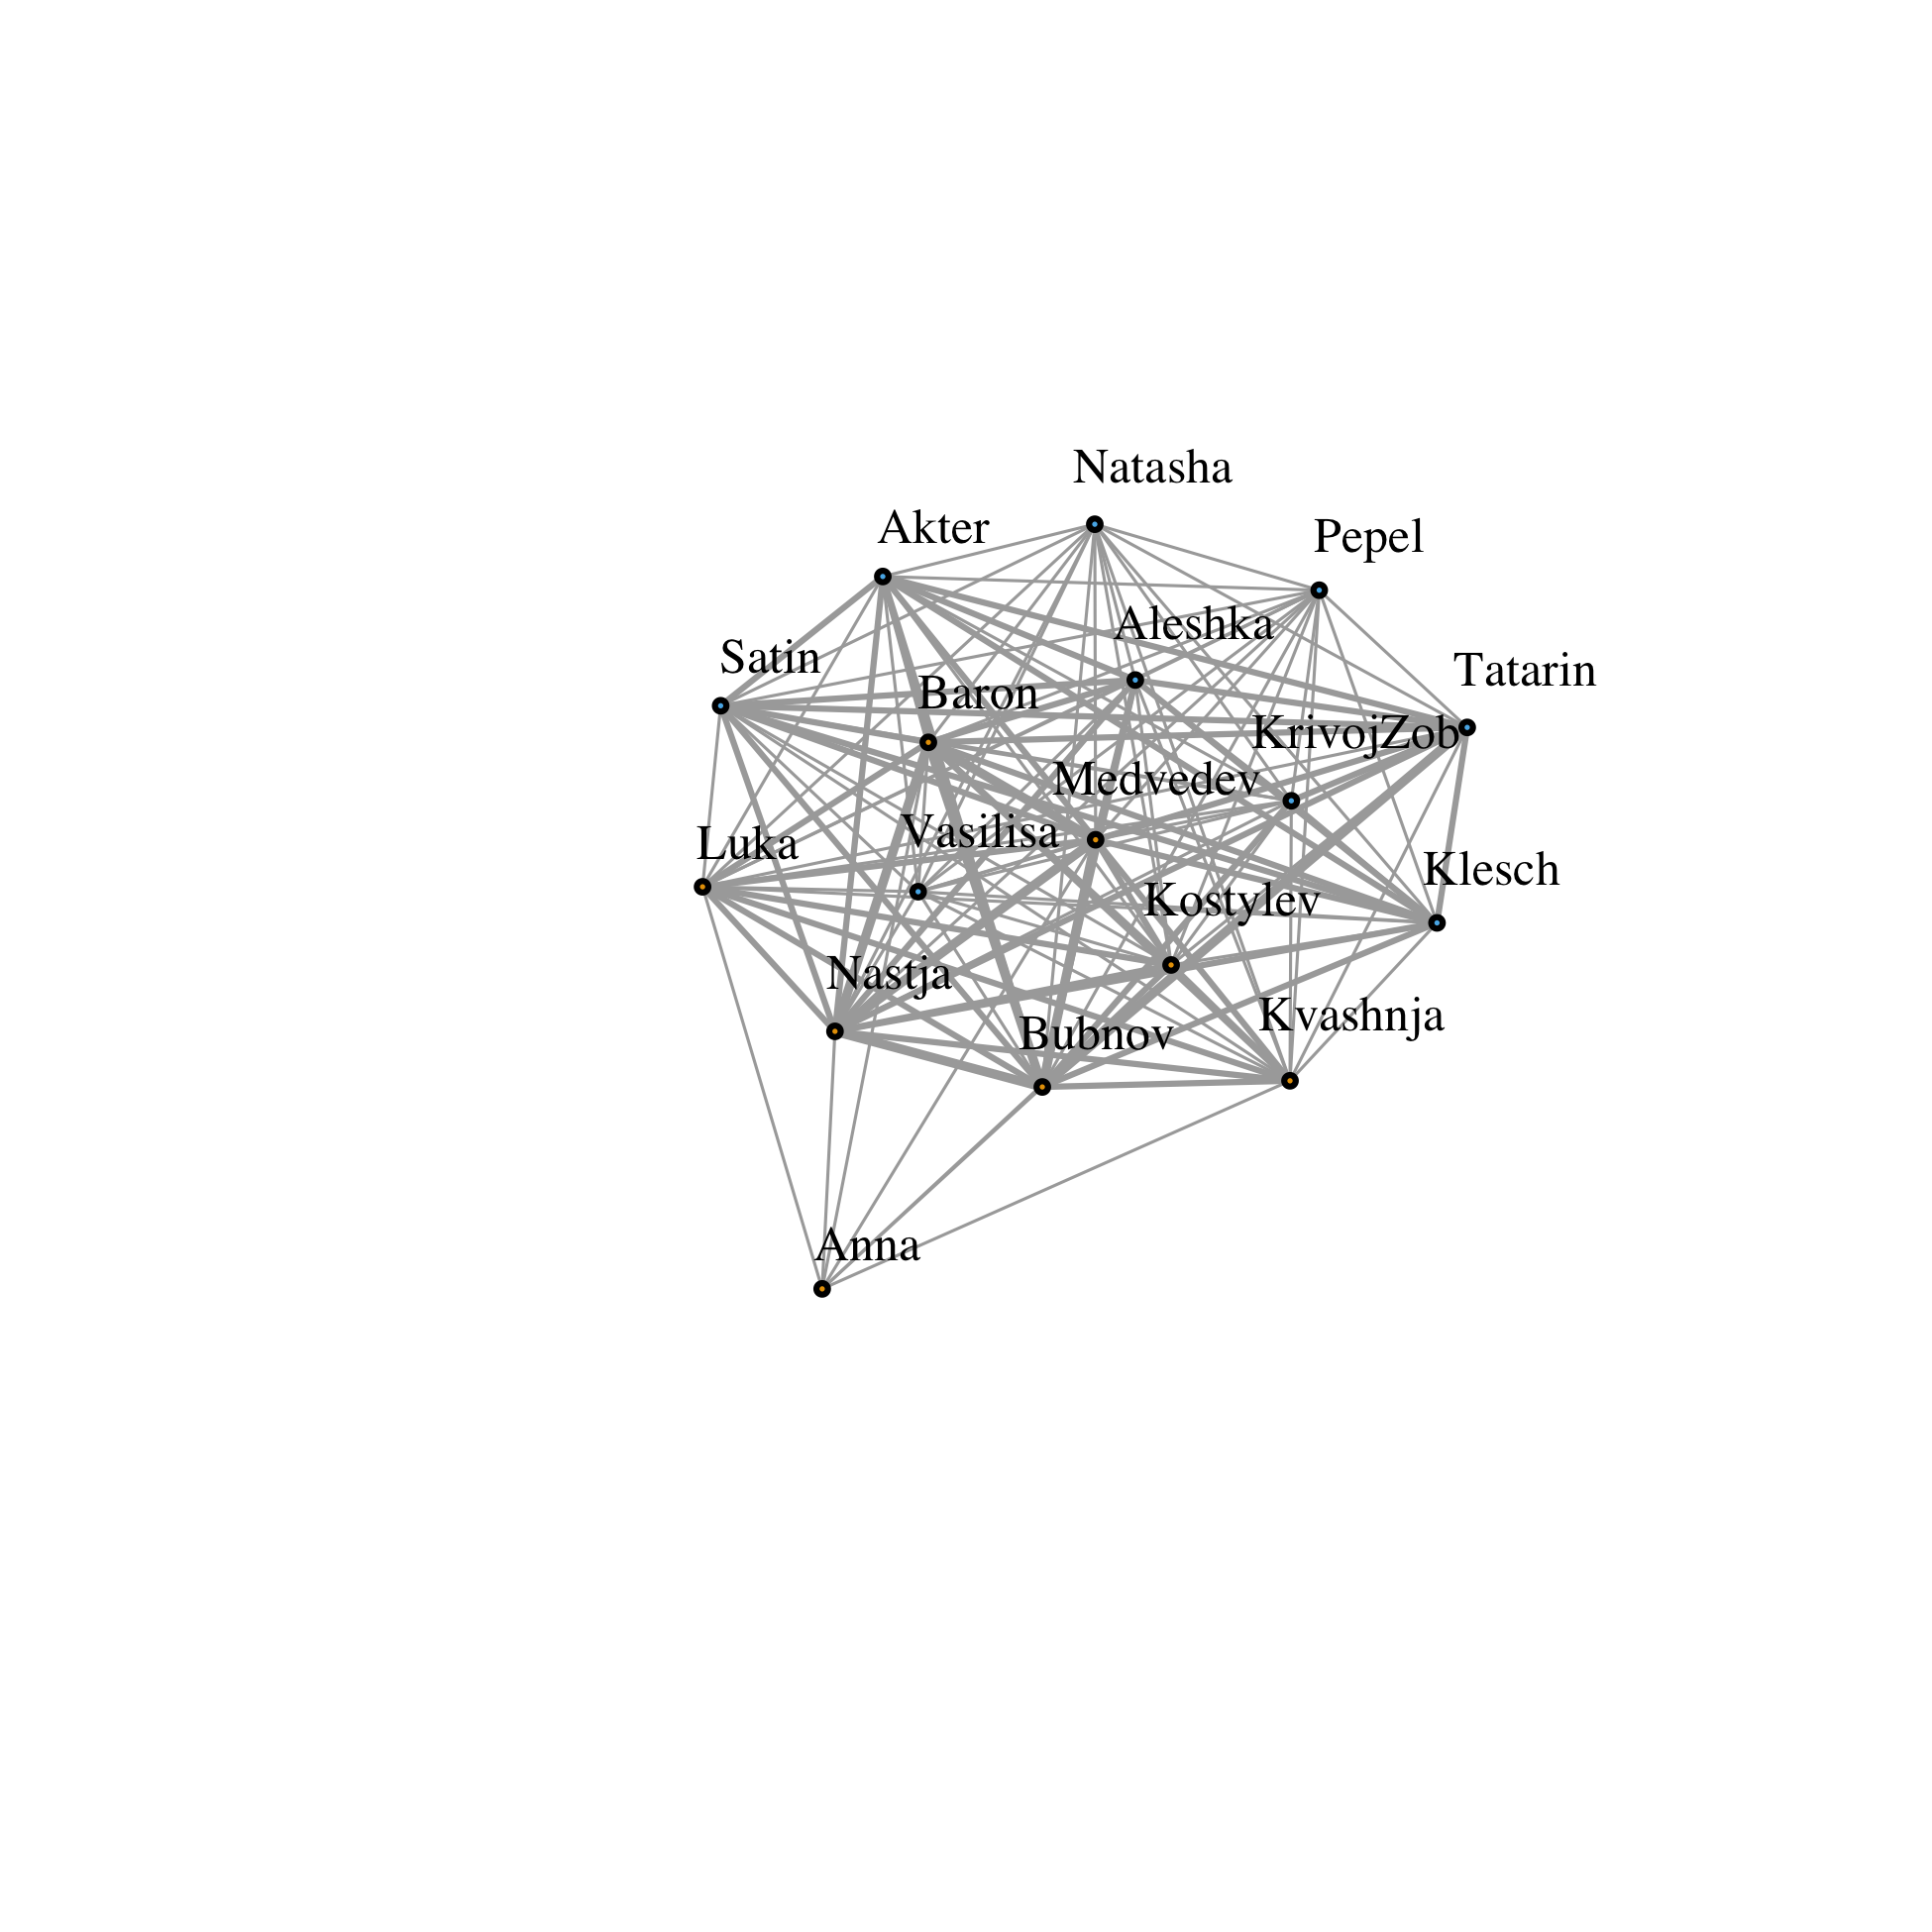 Natasha
Akter
Pepel
Aleshka
Satin
Tatarin
Baron
KrivojZob
Medvedev
Vasilisa
Luka
Klesch
Kostylev
Nastja
Kvashnja
Bubnov
Anna